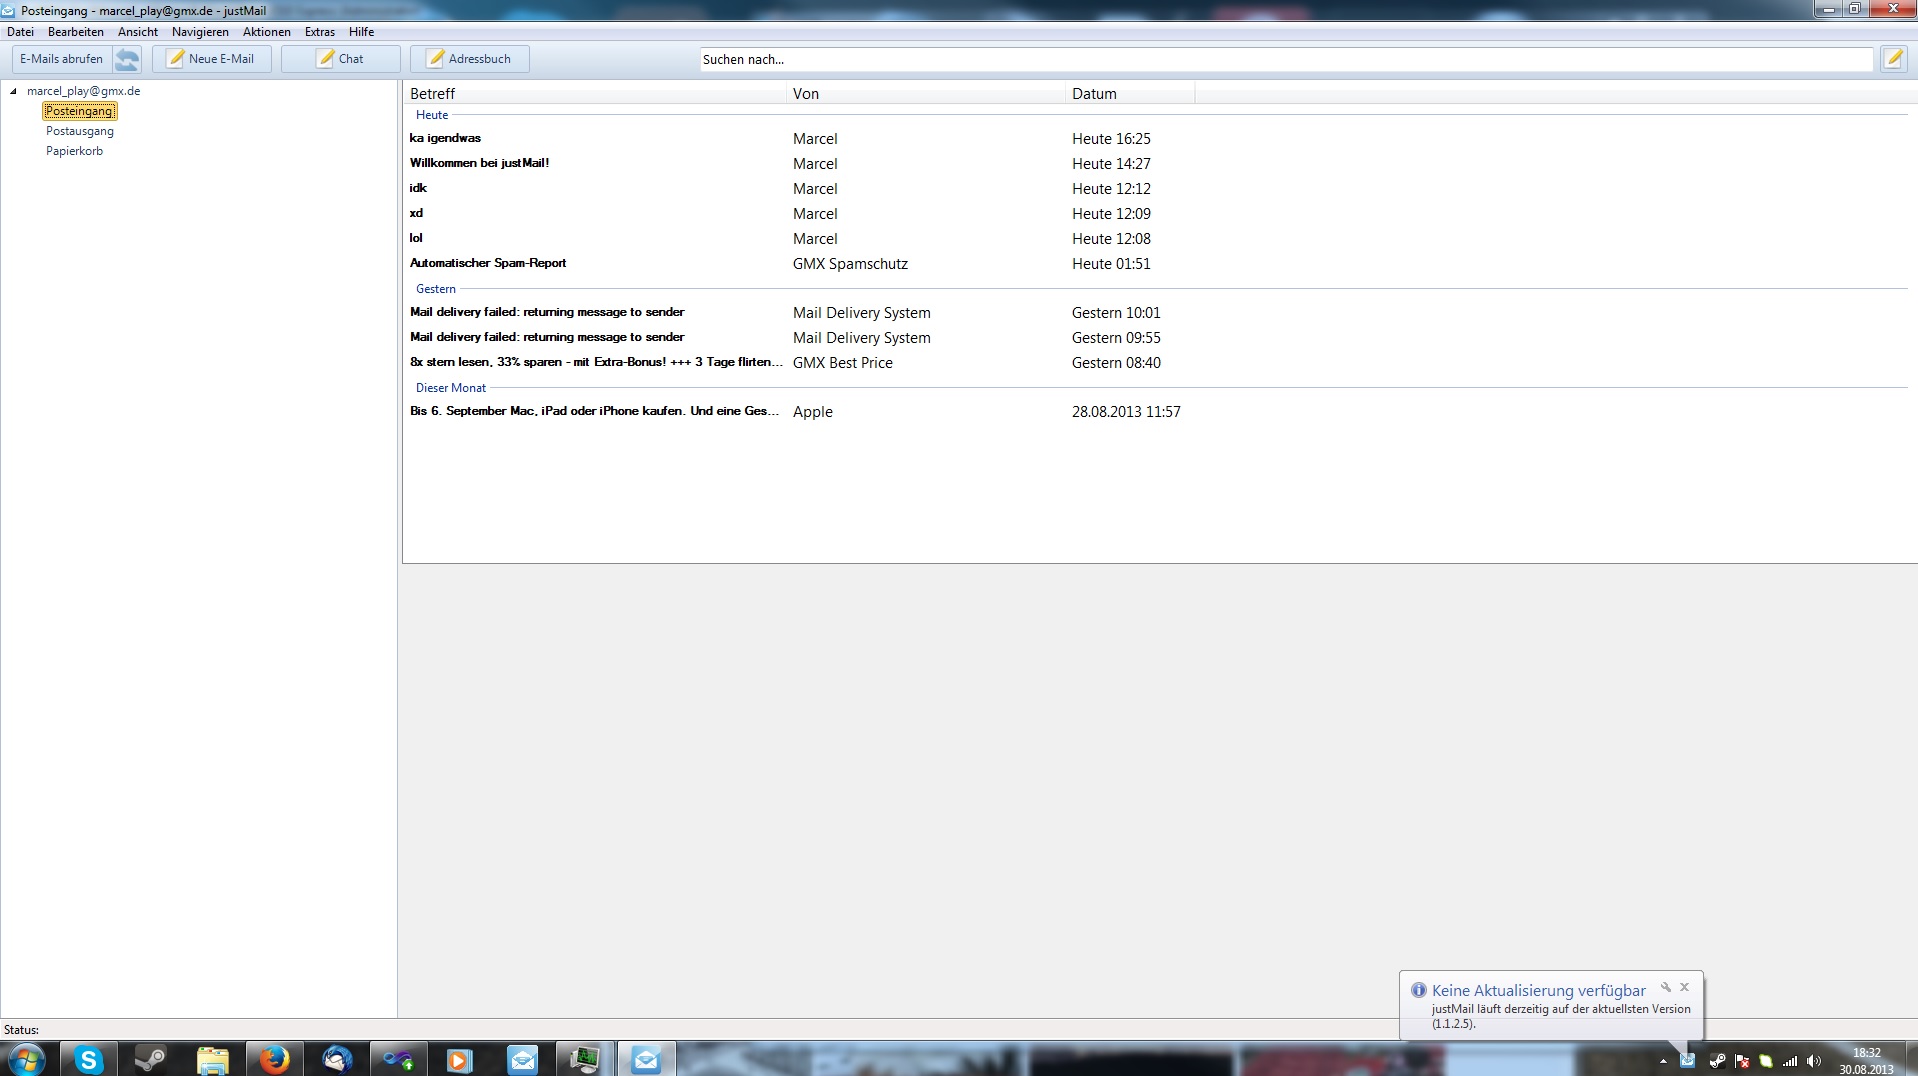 Posteingang - marcel_play@gmx.de - justMail
Datei Bearbeiten Ansicht Navigieren Aktionen Extras Hilfe
E-Mails abrufen Neue E-Mail Chat Adressbuch Suchen nach...
marcel_play@gmx.de
Posteingang
Postausgang
Papierkorb
Betreff Von Datum
Heute
ka igendwas Marcel Heute 16:25
Willkommen bei justMail! Marcel Heute 14:27
idk Marcel Heute 12:12
xd Marcel Heute 12:09
lol Marcel Heute 12:08
Automatischer Spam-Report GMX Spamschutz Heute 01:51
Gestern
Mail delivery failed: returning message to sender Mail Delivery System Gestern 10:01
Mail delivery failed: returning message to sender Mail Delivery System Gestern 09:55
8x stern lesen, 33% sparen - mit Extra-Bonus! +++ 3 Tage flirten... GMX Best Price Gestern 08:40
Dieser Monat
Bis 6. September Mac, iPad oder iPhone kaufen. Und eine Ges... Apple 28.08.2013 11:57
Keine Aktualisierung verfügbar
justMail läuft derzeitig auf der aktuellsten Version
(1.1.2.5).
Status:
18:32
30.08.2013